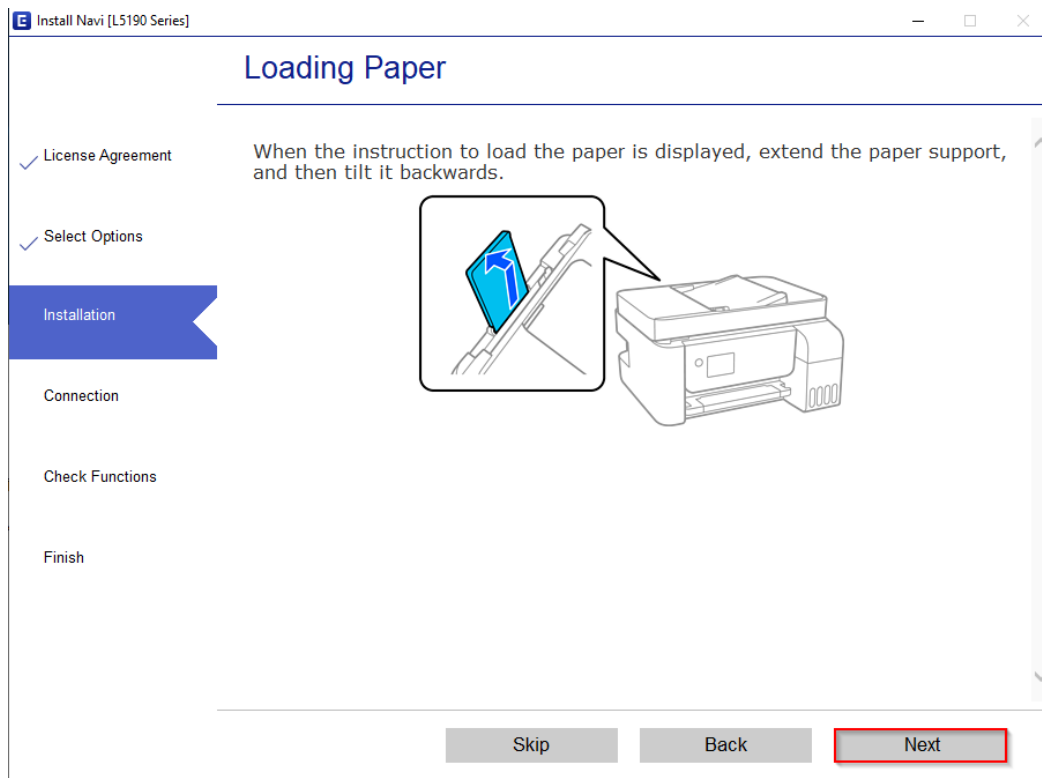 E Install Navi [L5190 Series]
Loading Paper
License Agreement
Select Options
Installation
Connection
Check Functions
Finish
When the instruction to load the paper is displayed, extend the paper support,
and then tilt it backwards.
Skip
Back
Next